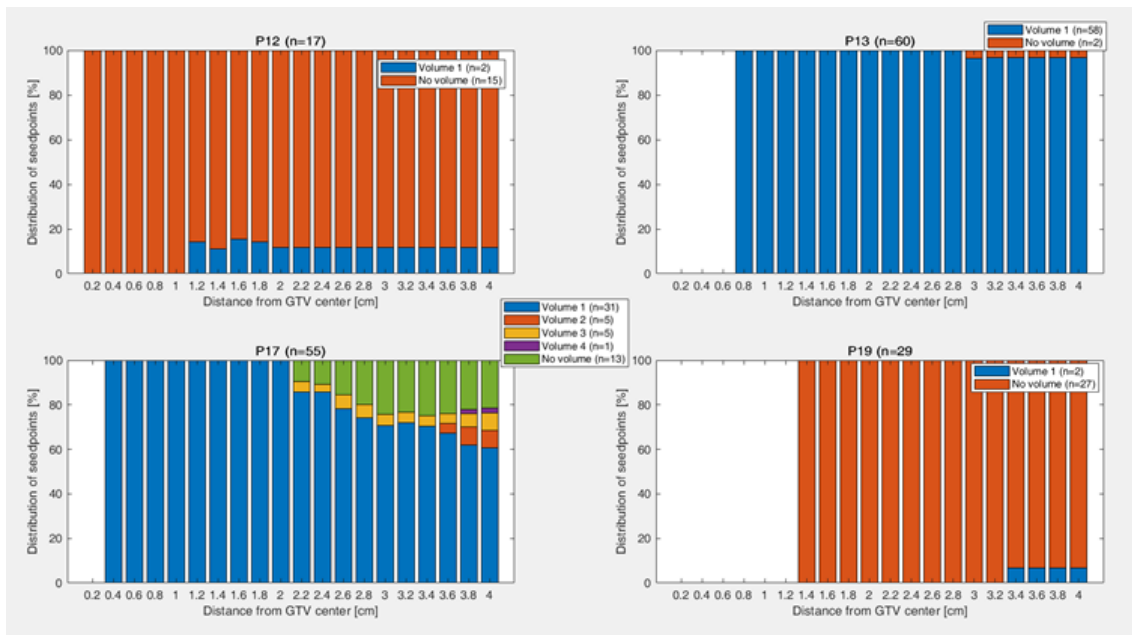 P12 (n=17)
Volume 1 (n=2)
No volume (n=15)
Distribution of seedpoints [%]
100
80
60
40
20
0
0.2 0.4 0.6 0.8 1 1.2 1.4 1.6 1.8 2 2.2 2.4 2.6 2.8 3 3.2 3.4 3.6 3.8 4
Distance from GTV center [cm]
P13 (n=60)
Volume 1 (n=58)
No volume (n=2)
Distribution of seedpoints [%]
100
80
60
40
20
0
0.2 0.4 0.6 0.8 1 1.2 1.4 1.6 1.8 2 2.2 2.4 2.6 2.8 3 3.2 3.4 3.6 3.8 4
Distance from GTV center [cm]
P17 (n=55)
Volume 1 (n=31)
Volume 2 (n=5)
Volume 3 (n=5)
Volume 4 (n=1)
No volume (n=13)
Distribution of seedpoints [%]
100
80
60
40
20
0
0.2 0.4 0.6 0.8 1 1.2 1.4 1.6 1.8 2 2.2 2.4 2.6 2.8 3 3.2 3.4 3.6 3.8 4
Distance from GTV center [cm]
P19 (n=29
Volume 1 (n=2)
No volume (n=27)
Distribution of seedpoints [%]
100
80
60
40
20
0
0.2 0.4 0.6 0.8 1 1.2 1.4 1.6 1.8 2 2.2 2.4 2.6 2.8 3 3.2 3.4 3.6 3.8 4
Distance from GTV center [cm]